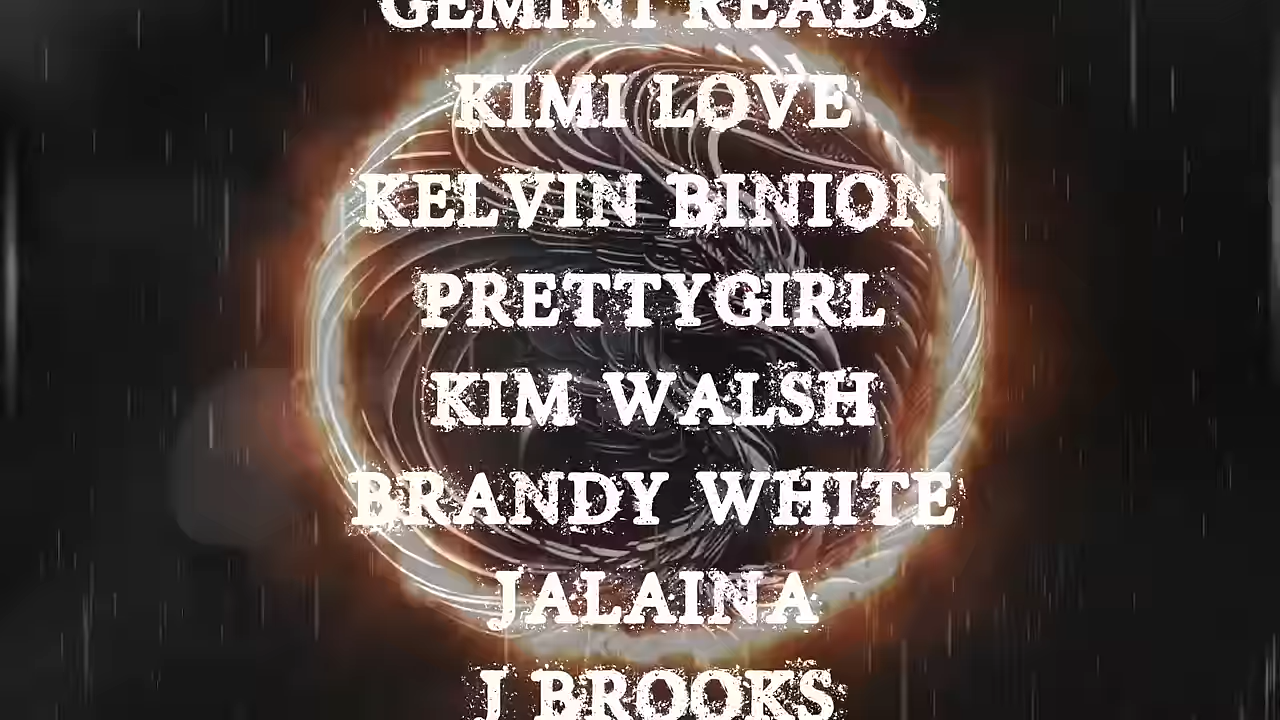 GEMINI READS
KIMI LOVE
KELVIN BINION
PRETTYGIRL
KIM WALSH
BRANDY WHITE
JALAINA
J BROOKS